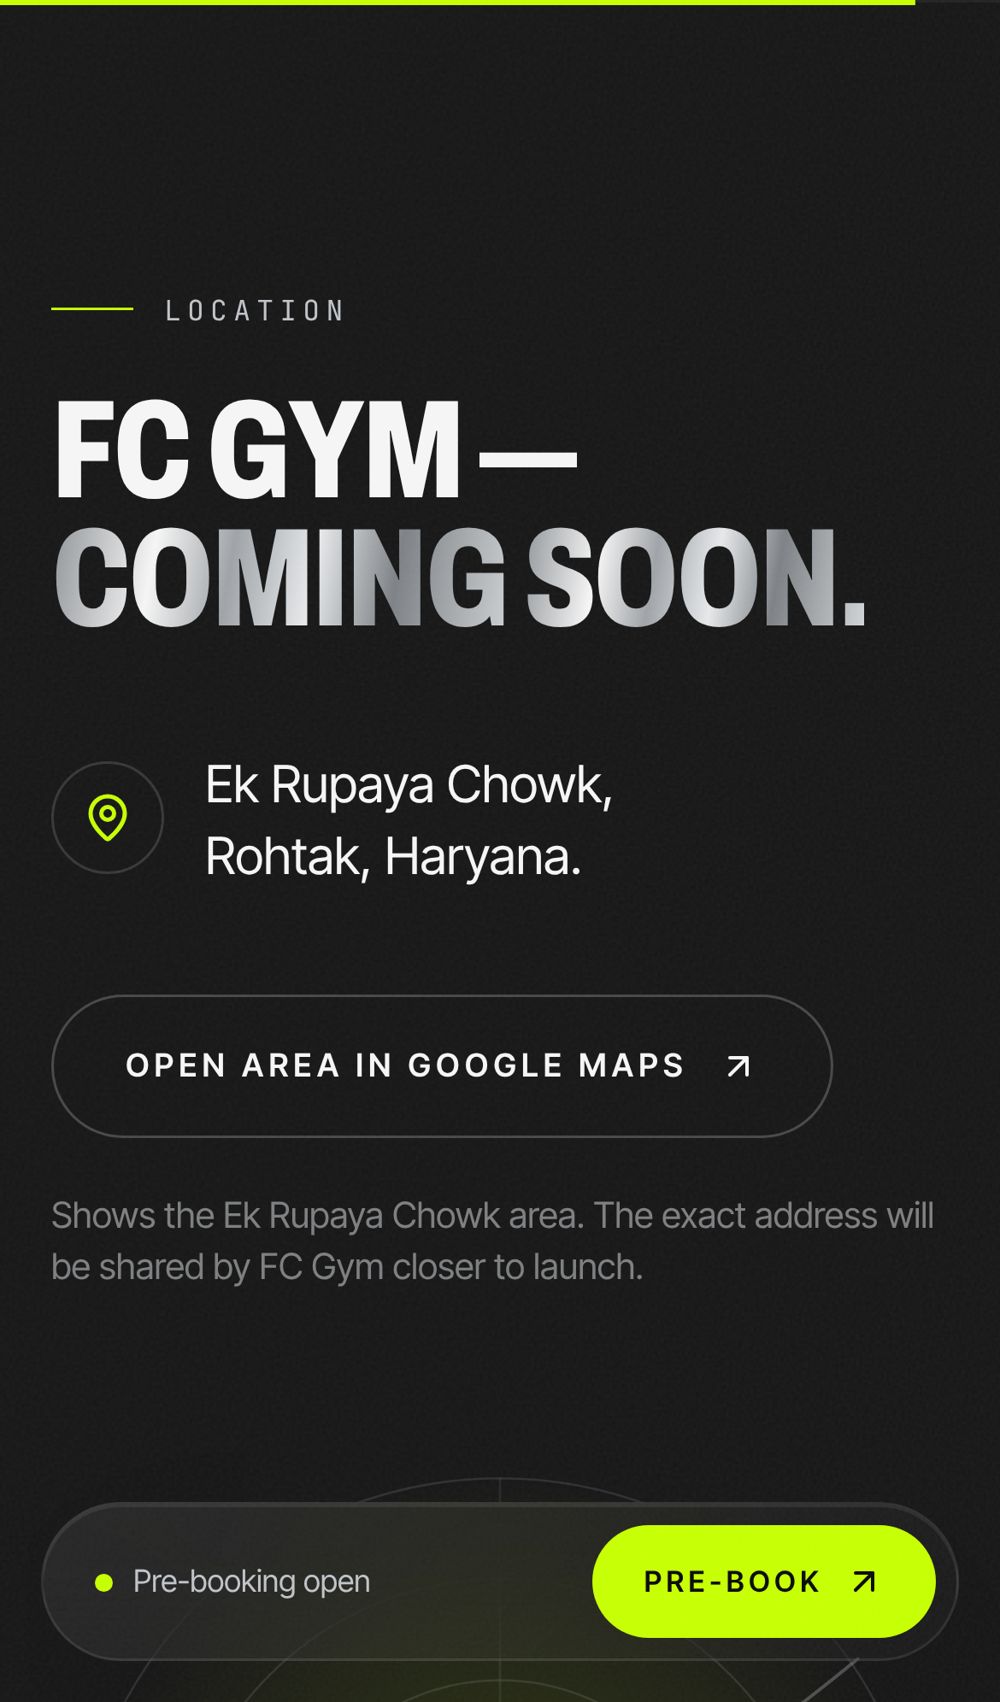 LOCATION
FC GYM —
COMING SOON.
Ek Rupaya Chowk,
Rohtak, Haryana.
OPEN AREA IN GOOGLE MAPS
Shows the Ek Rupaya Chowk area. The exact address will
be shared by FC Gym closer to launch.
Pre-booking open
PRE-BOOK